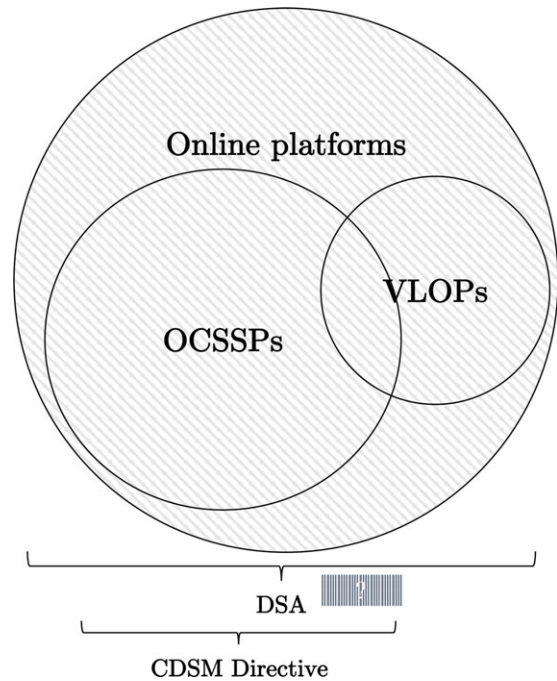 Online platforms
VLOPs
OCSSPs
DSA
?
CDSM Directive